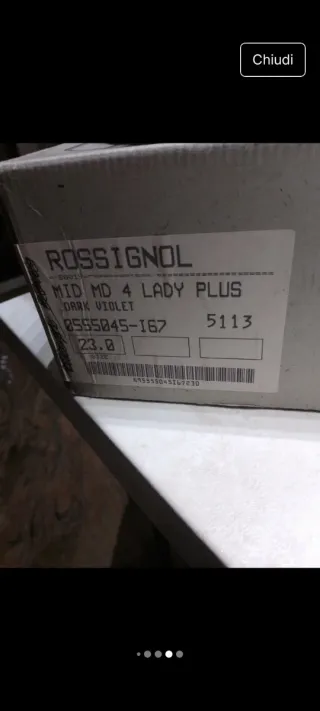 Chiudi
ROSSIGNOL
MID MD 4 LADY PLUS
DARK VIOLET
0555045-I67 5113
23.0